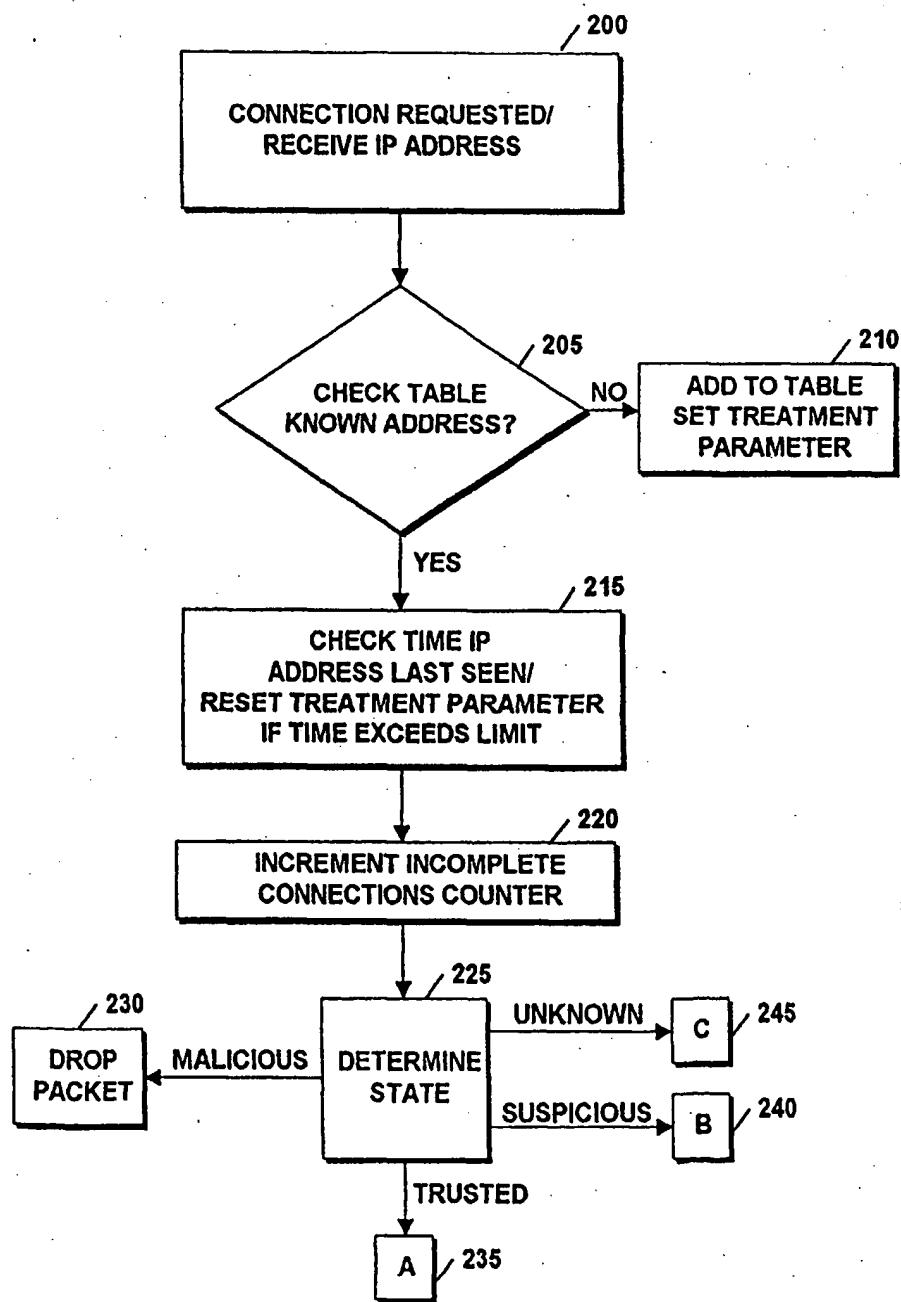 200
CONNECTION REQUESTED/
RECEIVE IP ADDRESS
205
CHECK TABLE
KNOWN ADDRESS?
NO
210
ADD TO TABLE
SET TREATMENT
PARAMETER
YES
215
CHECK TIME IP
ADDRESS LAST SEEN/
RESET TREATMENT PARAMETER
IF TIME EXCEEDS LIMIT
220
INCREMENT INCOMPLETE
CONNECTIONS COUNTER
225
DETERMINE
STATE
230
DROP
PACKET
MALICIOUS
UNKNOWN
C
245
SUSPICIOUS
B
240
TRUSTED
A
235